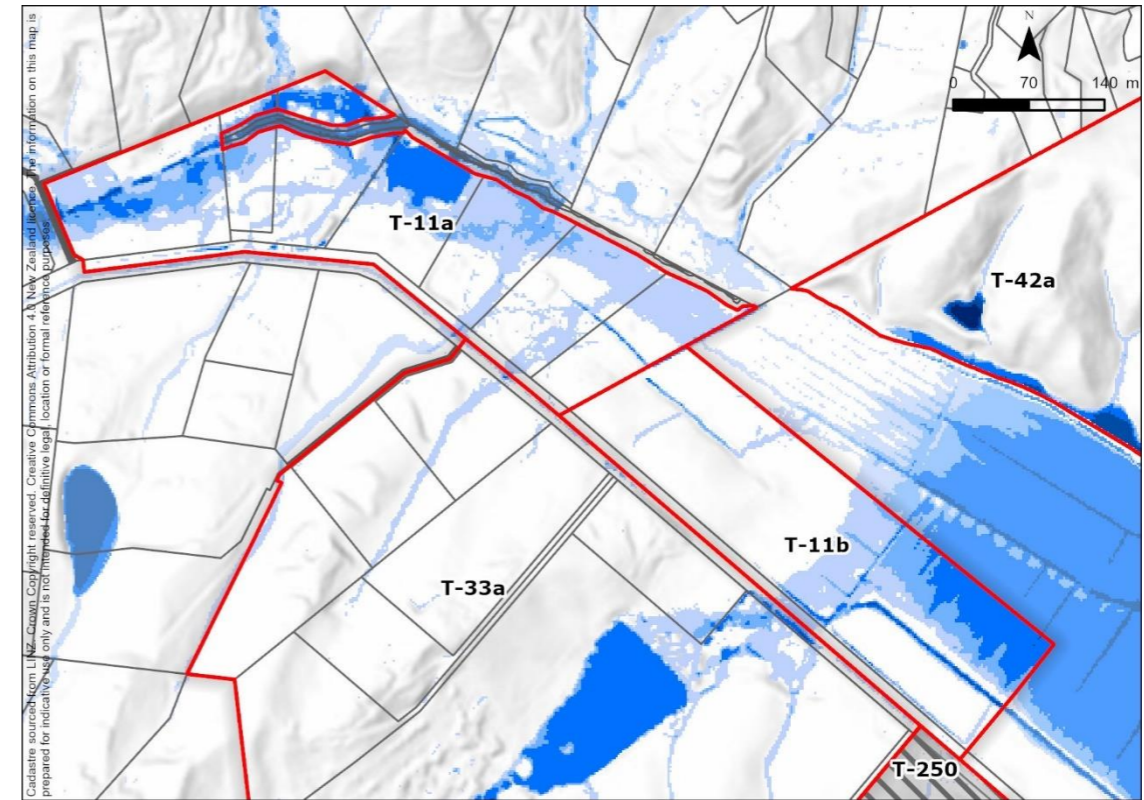 Cadastre sourced from LINZ. Crown Copyright reserved. Creative Commons Attribution 4.0 New Zealand licence. The information on this map is
prepared for indicative use only and is not intended for definitive legal, location or formal reference purposes
N
0 70 140 m
T-42a
T-11a
T-11b
T-33a
T-250